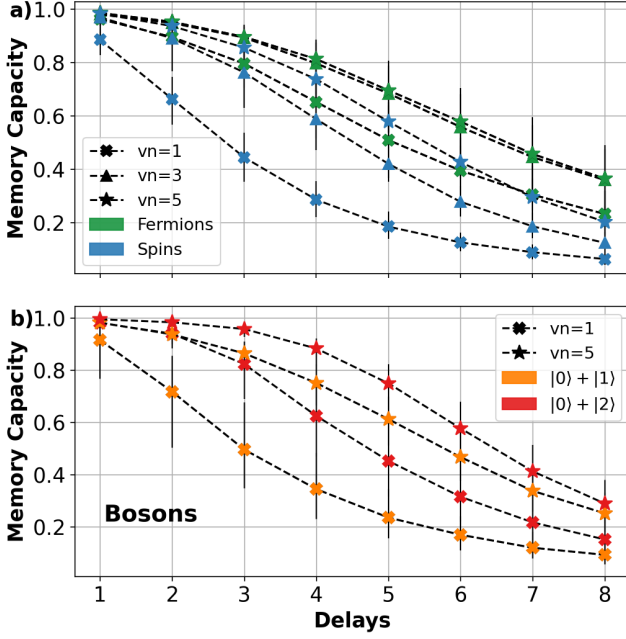 a)
Memory Capacity
1.0
0.8
0.6
0.4
0.2
vn=1
vn=3
vn=5
Fermions
Spins
b)
Memory Capacity
1.0
0.8
0.6
0.4
0.2
vn=1
vn=5
|0⟩ + |1⟩
|0⟩ + |2⟩
Bosons
1 2 3 4 5 6 7 8
Delays